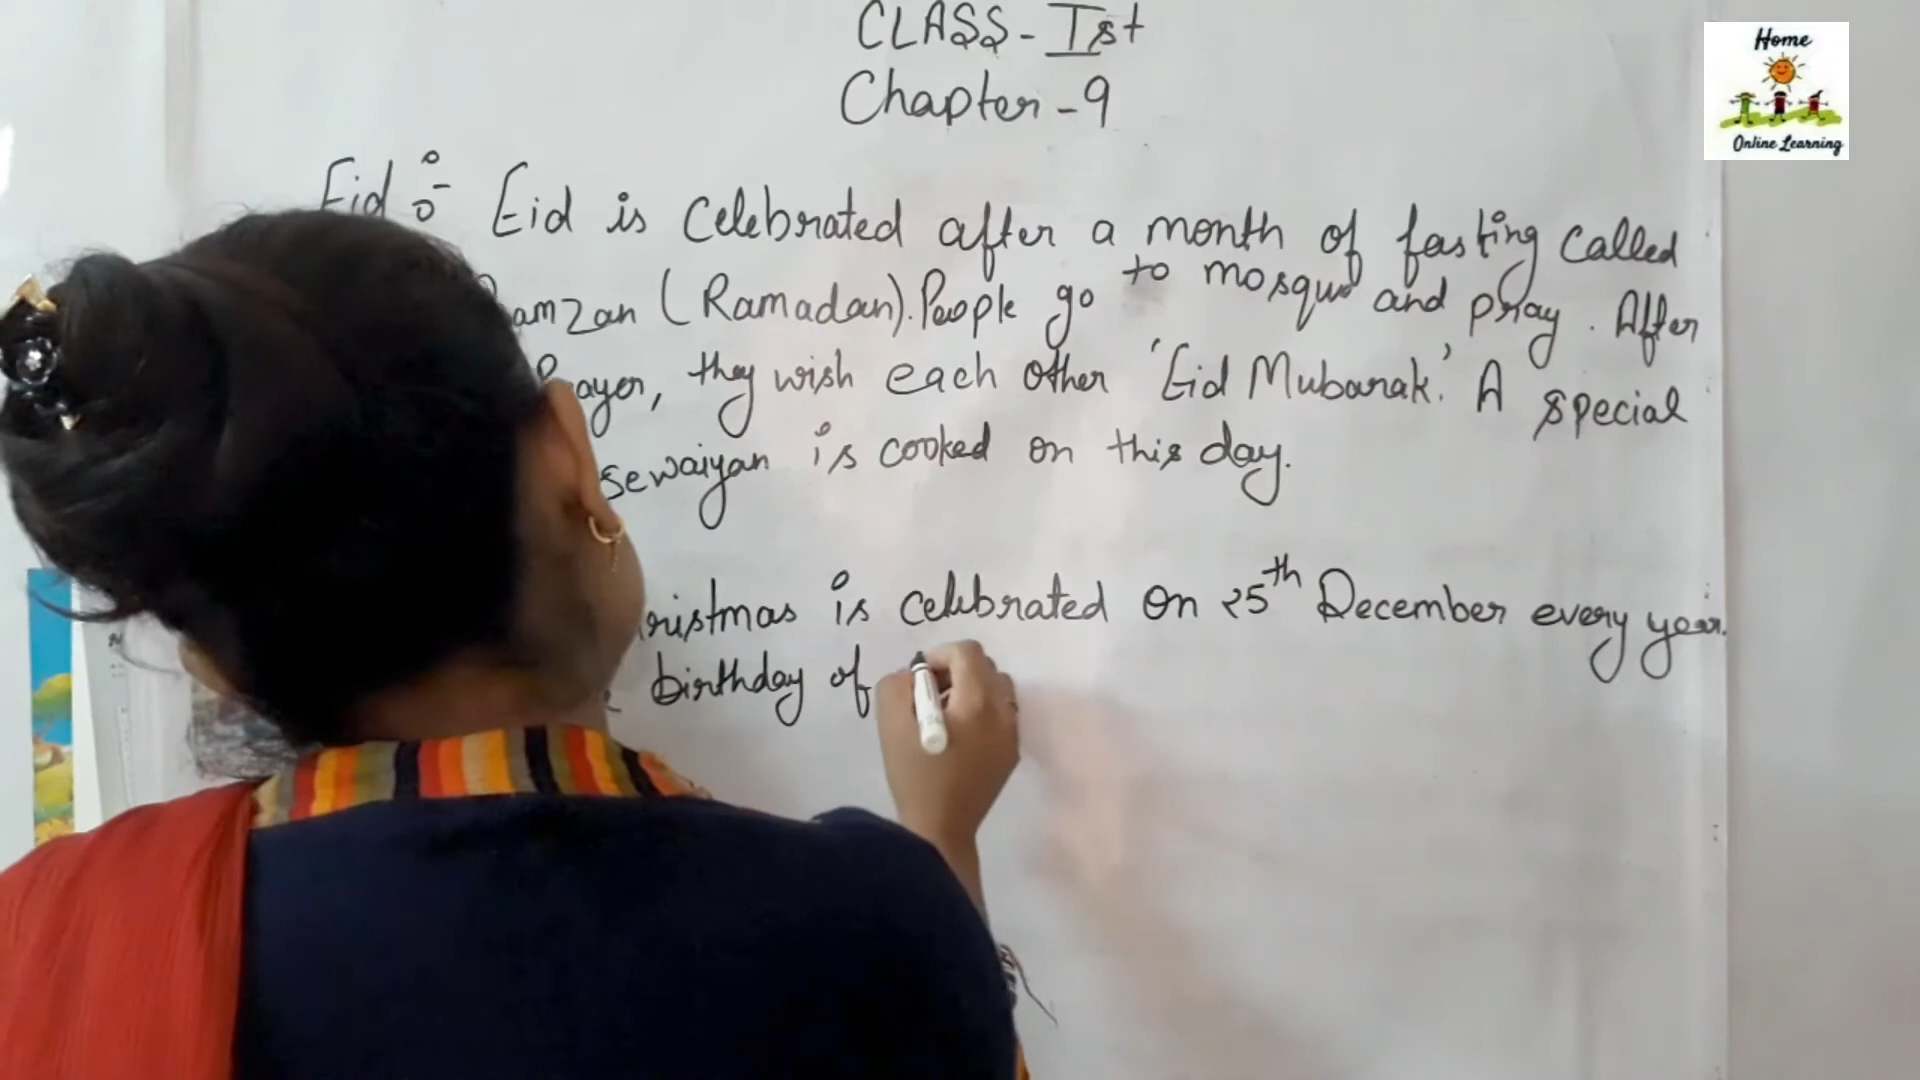 CLASS - Ist
Chapter - 9
Home
Online Learning
Eid :- Eid is Celebrated after a month of fasting called
amzan (Ramadan). People go to mosque and pray. After
Prayer, they wish each other 'Eid Mubarak.' A special
sewaiyan is cooked on this day.
hristmas is celebrated on 25th December every year.
birthday of